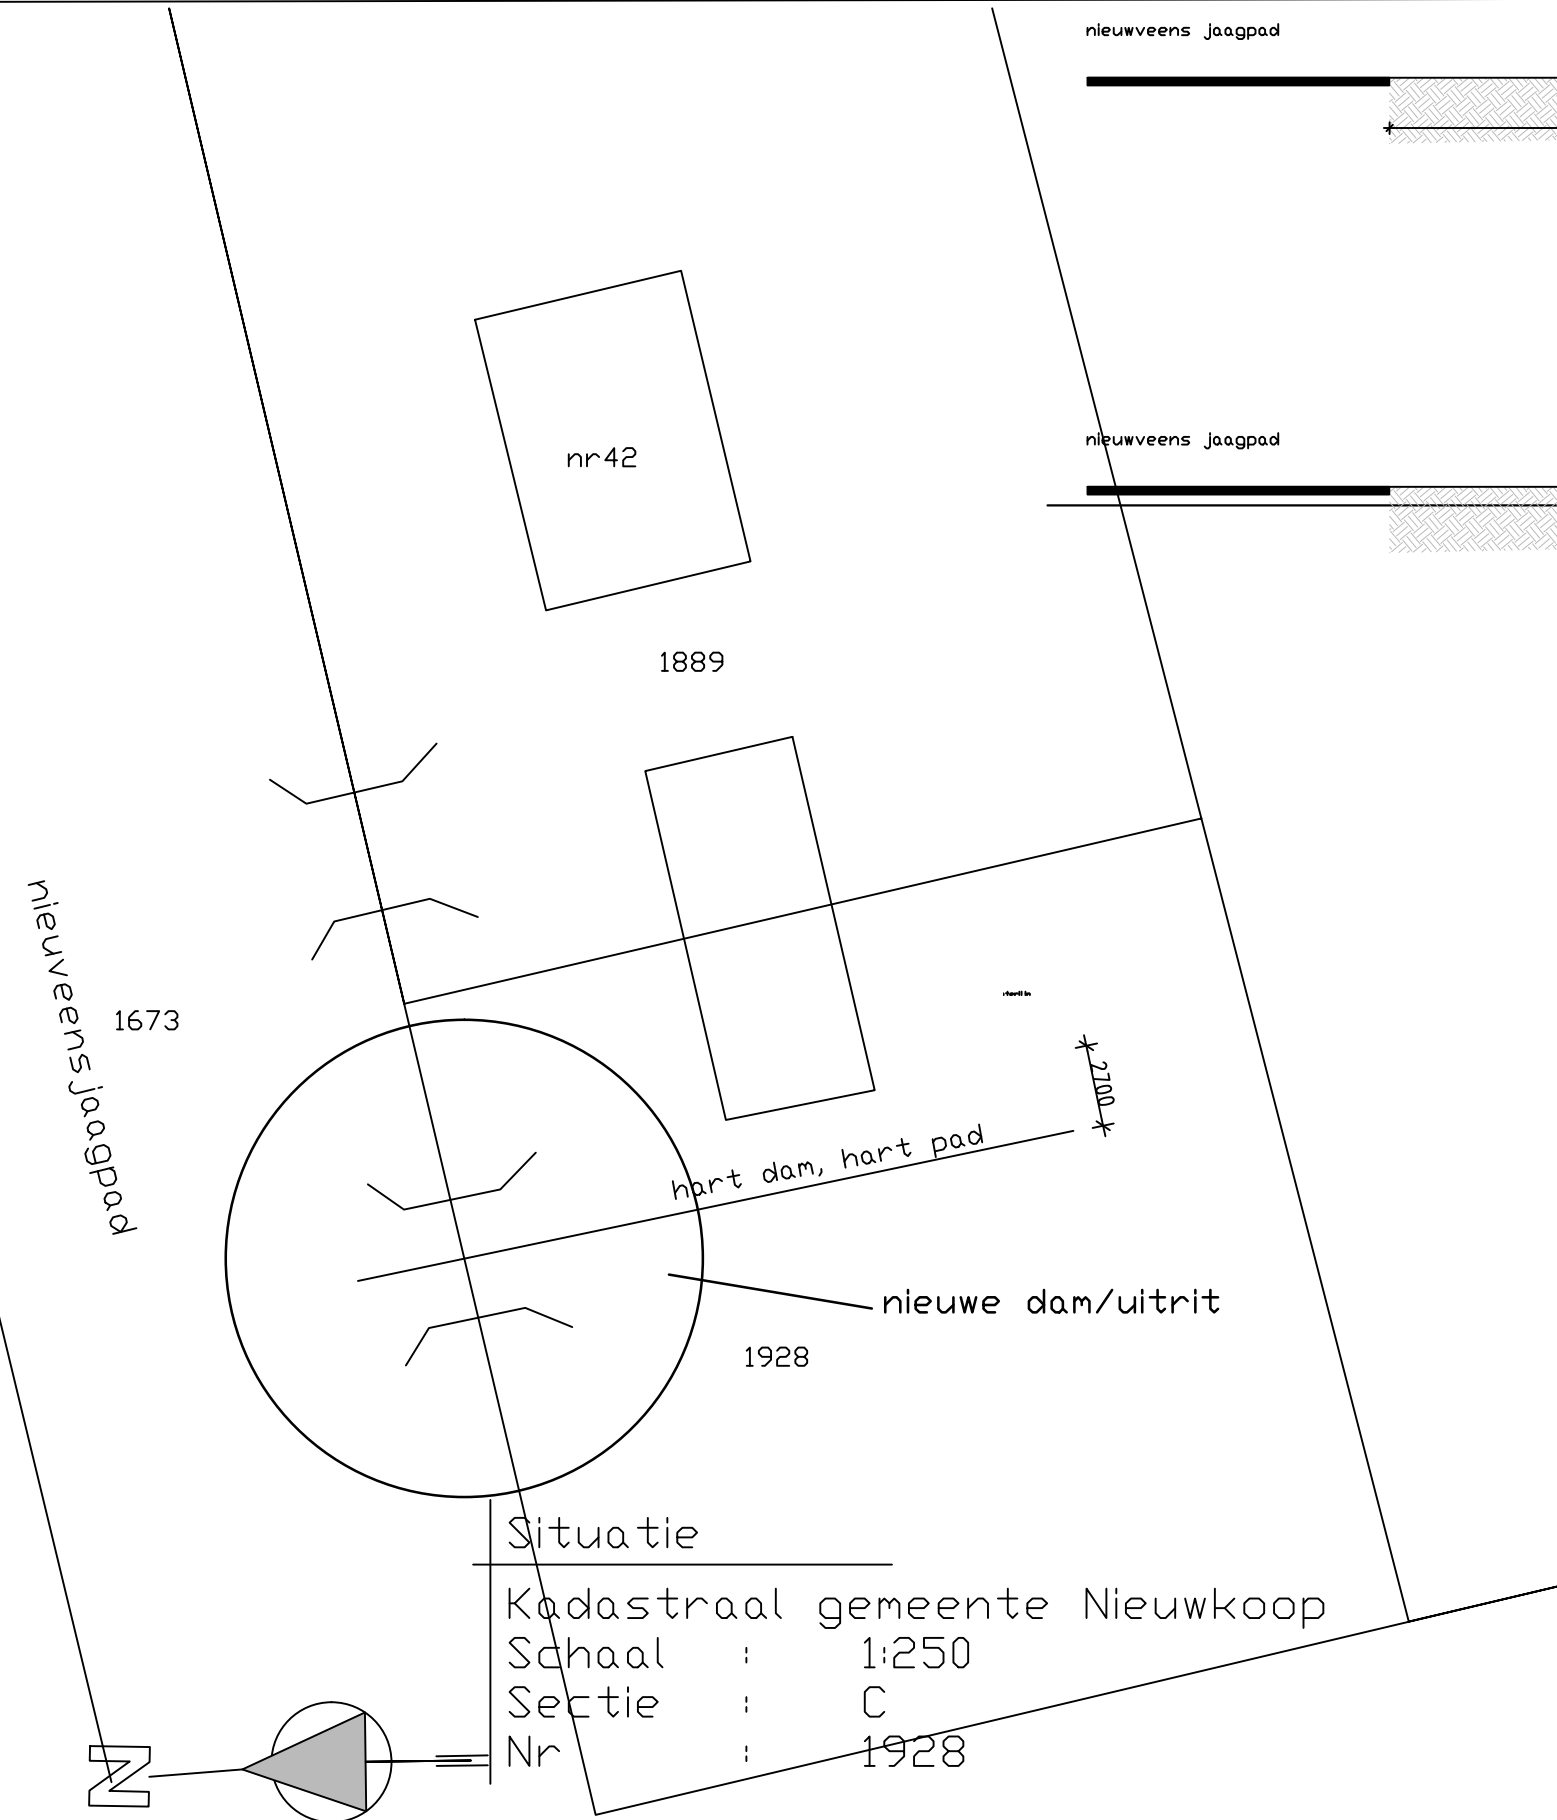 nieuwveens jaagpad
nieuwveens jaagpad
nr42
1889
nieuveensjaagpad
1673
2700
hart dam, hart pad
nieuwe dam/uitrit
1928
Situatie
Kadastraal gemeente Nieuwkoop
Schaal : 1:250
Sectie : C
Nr : 1928
N